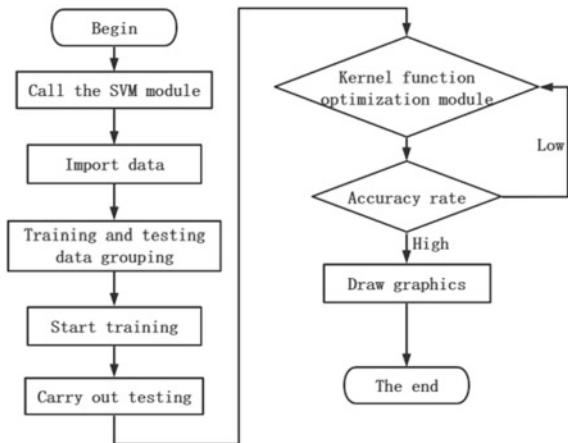 Begin
Call the SVM module
Import data
Training and testing
data grouping
Start training
Carry out testing
Kernel function
optimization module
Low
Accuracy rate
High
Draw graphics
The end